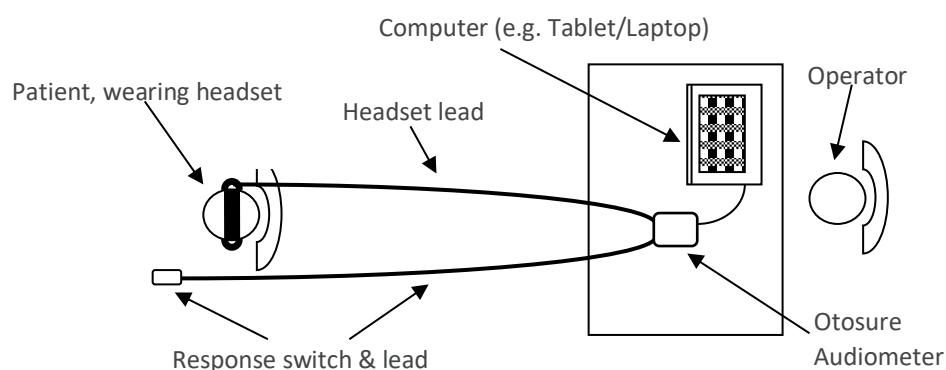 Computer (e.g. Tablet/Laptop)
Operator
Patient, wearing headset
Headset lead
Otosure
Audiometer
Response switch & lead